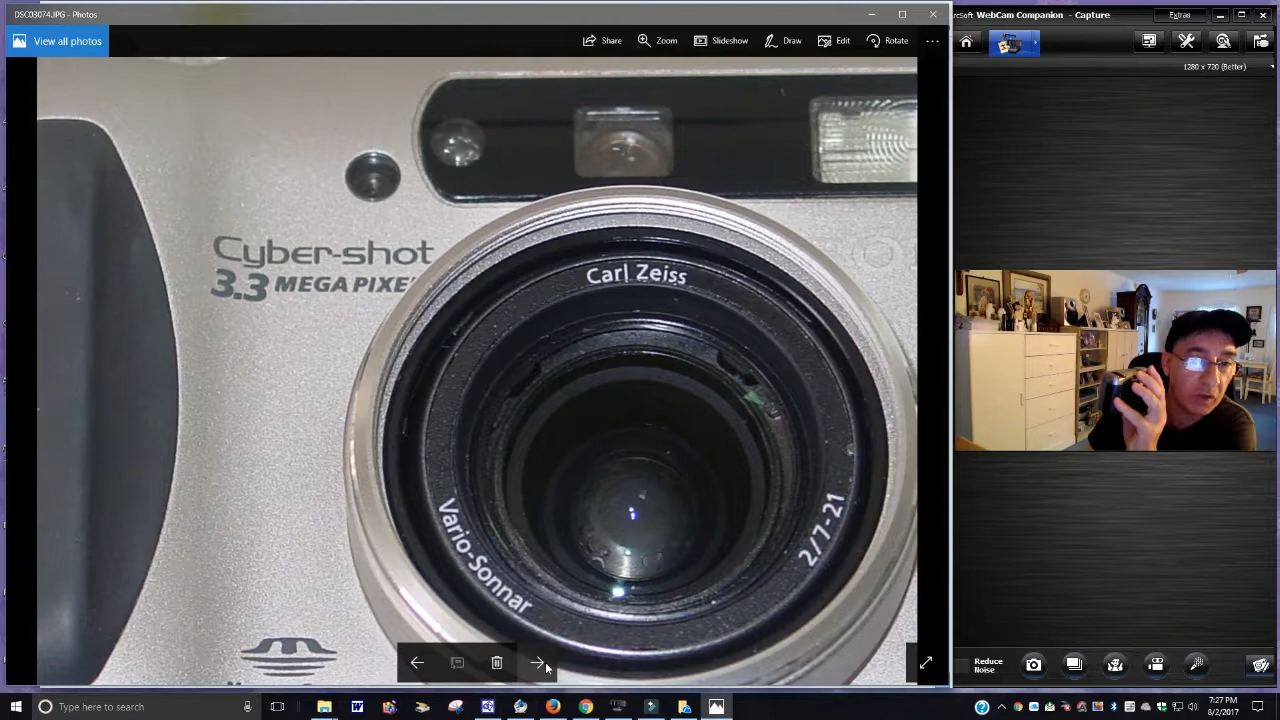 DSC03074.JPG - Photos
View all photos
Share
Zoom
Slideshow
Draw
Edit
Rotate
Cyber-shot
3.3 MEGA PIXE
Carl Zeiss
Vario-Sonnar
2/7-21
rcSoft WebCam Companion - Capture
Extras
1280 x 720 (Better)
Reduce
Noise
Type here to search
7:27 PM
8/2/2017